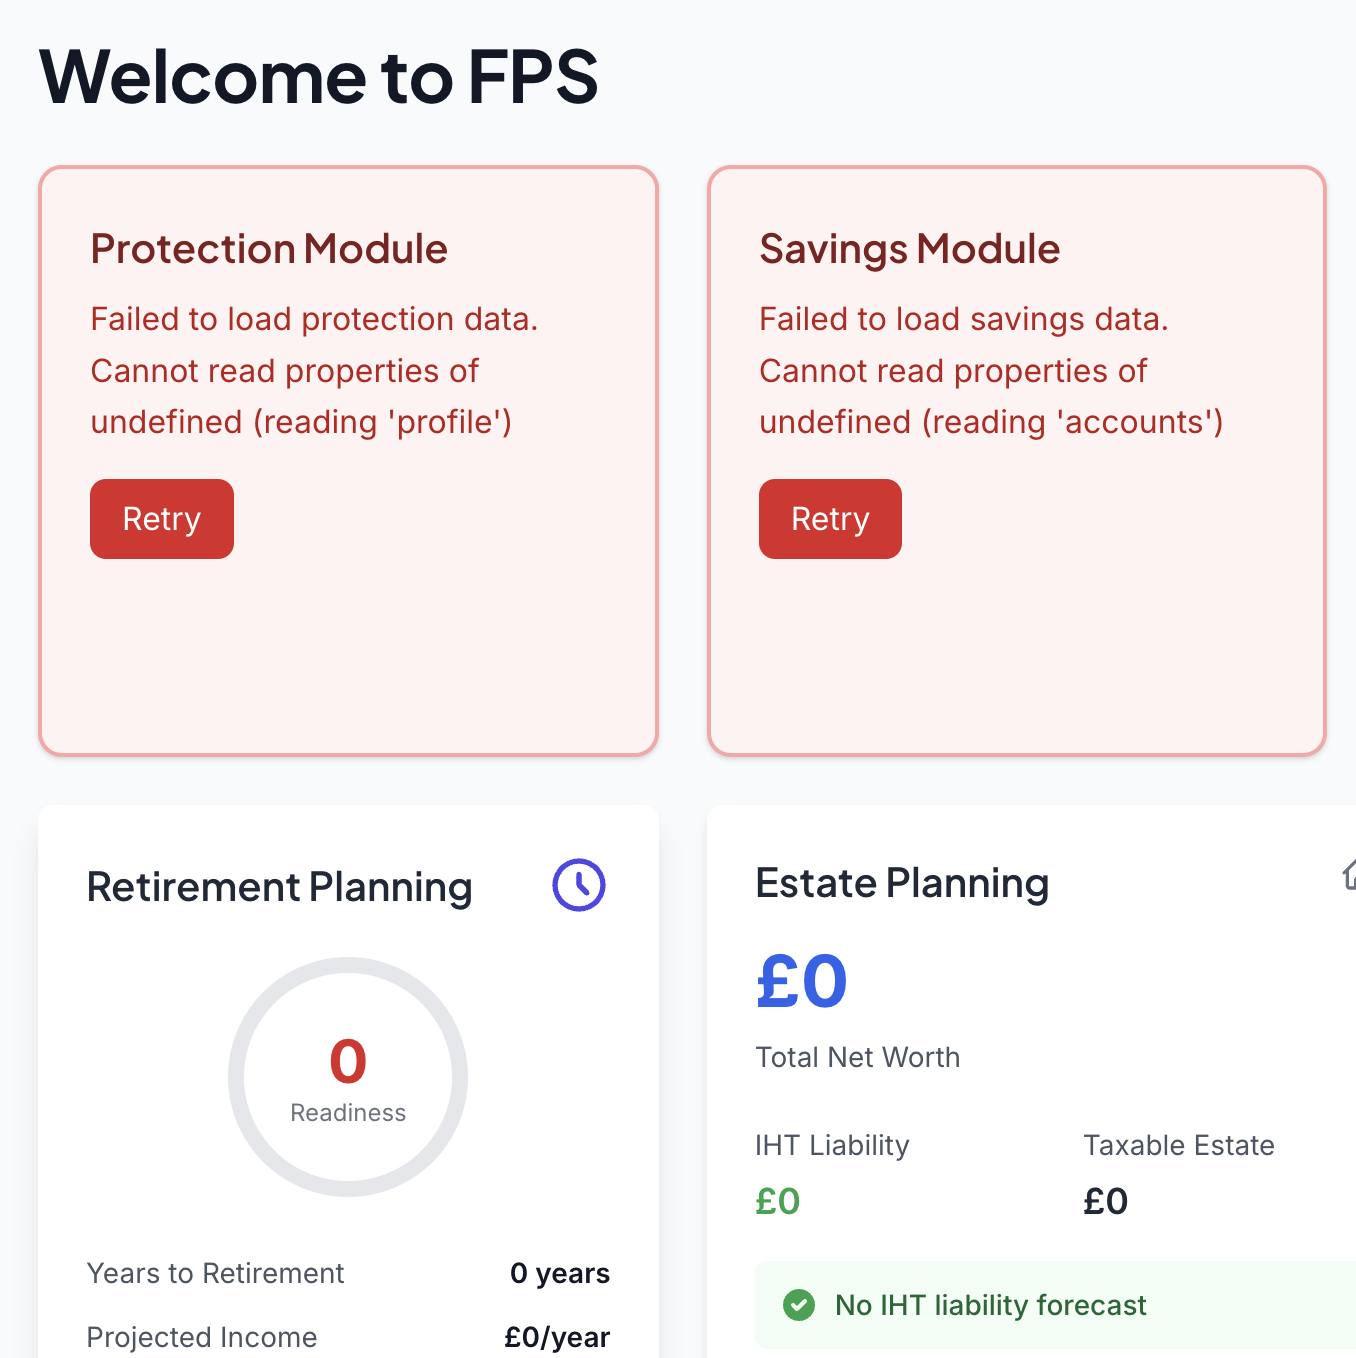 Welcome to FPS
Protection Module
Failed to load protection data.
Cannot read properties of
undefined (reading 'profile')
Retry
Savings Module
Failed to load savings data.
Cannot read properties of
undefined (reading 'accounts')
Retry
Retirement Planning
0
Readiness
Years to Retirement 0 years
Projected Income £0/year
Estate Planning
£0
Total Net Worth
IHT Liability Taxable Estate
£0 £0
No IHT liability forecast